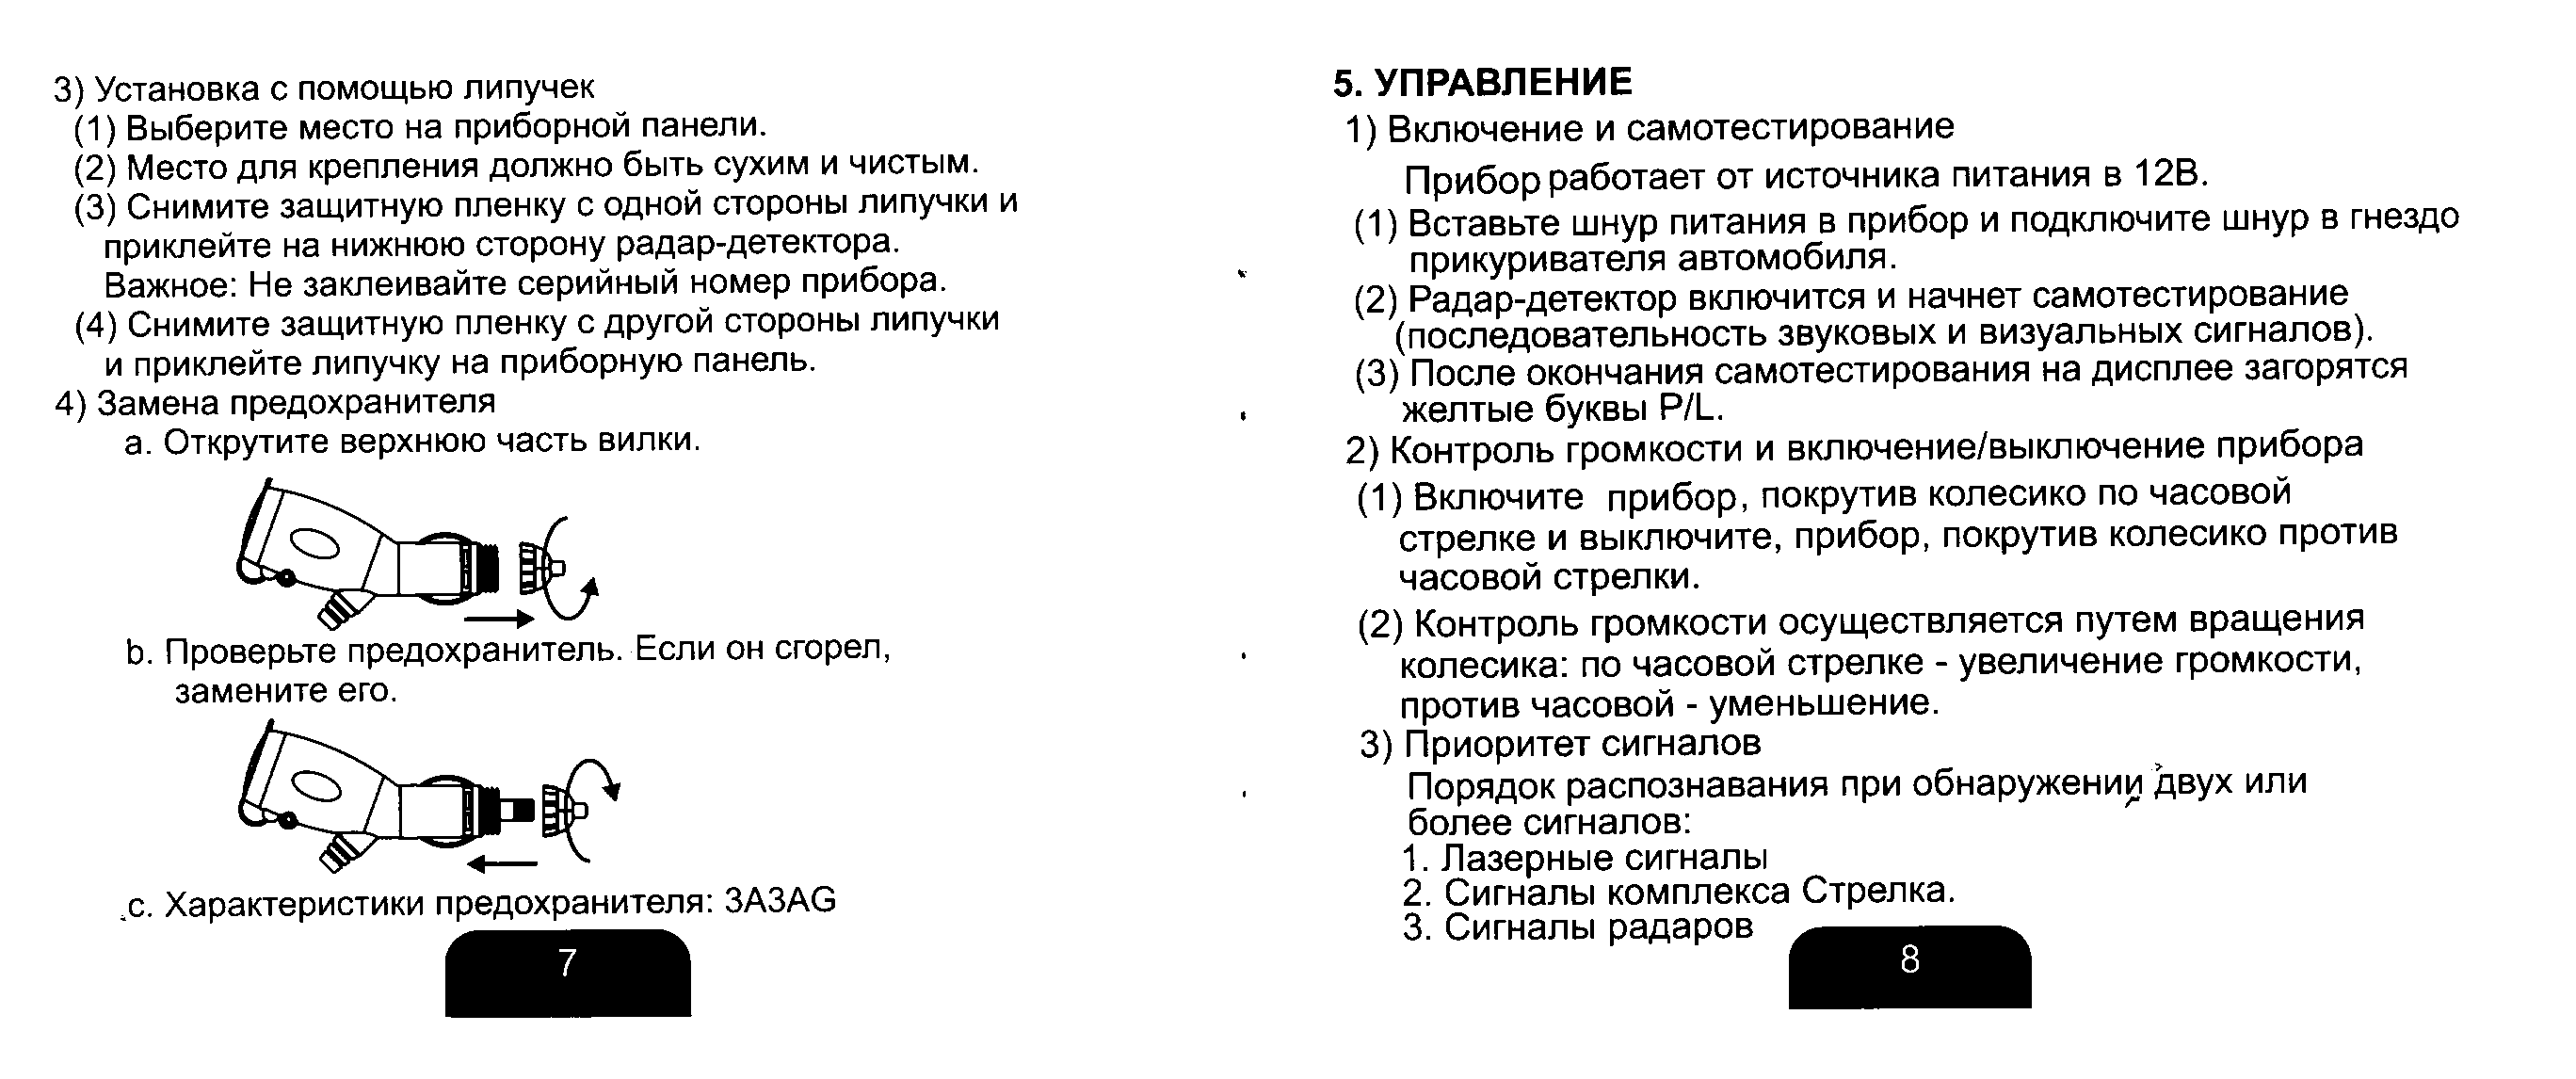 3) Установка с помощью липучек
(1) Выберите место на приборной панели.
(2) Место для крепления должно быть сухим и чистым.
(3) Снимите защитную пленку с одной стороны липучки и
приклейте на нижнюю сторону радар-детектора.
Важное: Не заклеивайте серийный номер прибора.
(4) Снимите защитную пленку с другой стороны липучки
и приклейте липучку на приборную панель.
4) Замена предохранителя
a. Открутите верхнюю часть вилки.
b. Проверьте предохранитель. Если он сгорел,
замените его.
c. Характеристики предохранителя: 3A3AG
7
5. УПРАВЛЕНИЕ
1) Включение и самотестирование
Прибор работает от источника питания в 12В.
(1) Вставьте шнур питания в прибор и подключите шнур в гнездо
прикуривателя автомобиля.
(2) Радар-детектор включится и начнет самотестирование
(последовательность звуковых и визуальных сигналов).
(3) После окончания самотестирования на дисплее загорятся
желтые буквы P/L.
2) Контроль громкости и включение/выключение прибора
(1) Включите прибор, покрутив колесико по часовой
стрелке и выключите, прибор, покрутив колесико против
часовой стрелки.
(2) Контроль громкости осуществляется путем вращения
колесика: по часовой стрелке - увеличение громкости,
против часовой - уменьшение.
3) Приоритет сигналов
Порядок распознавания при обнаружении двух или
более сигналов:
1. Лазерные сигналы
2. Сигналы комплекса Стрелка.
3. Сигналы радаров
8